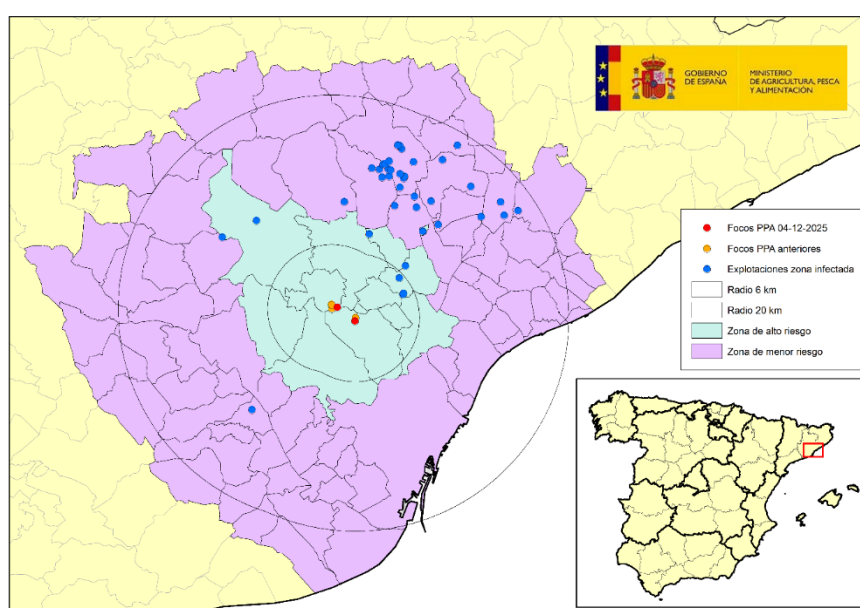 GOBIERNO
DE ESPAÑA
MINISTERIO
DE AGRICULTURA, PESCA
Y ALIMENTACIÓN
Focos PPA 04-12-2025
Focos PPA anteriores
Explotaciones zona infectada
Radio 6 km
Radio 20 km
Zona de alto riesgo
Zona de menor riesgo